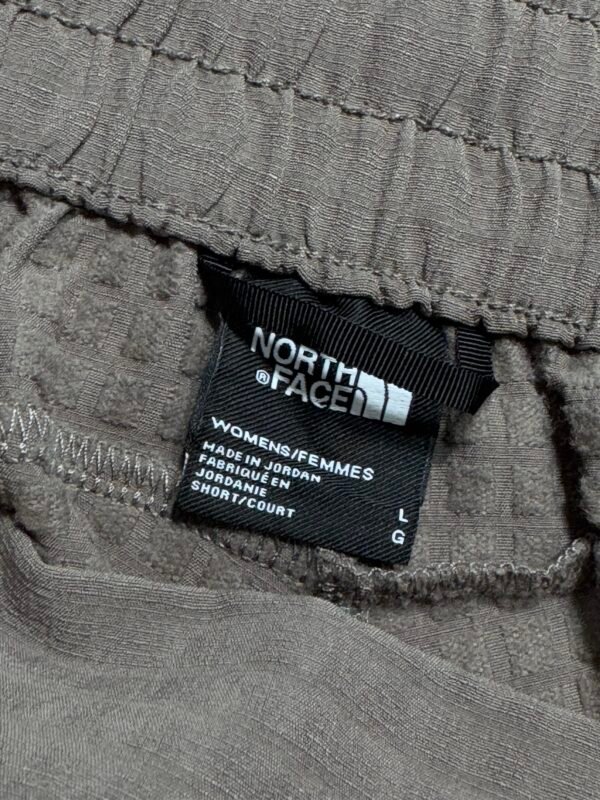 NORTH
® FACE
WOMENS/FEMMES
MADE IN JORDAN
FABRIQUÉ EN
JORDANIE
SHORT/COURT
L
G